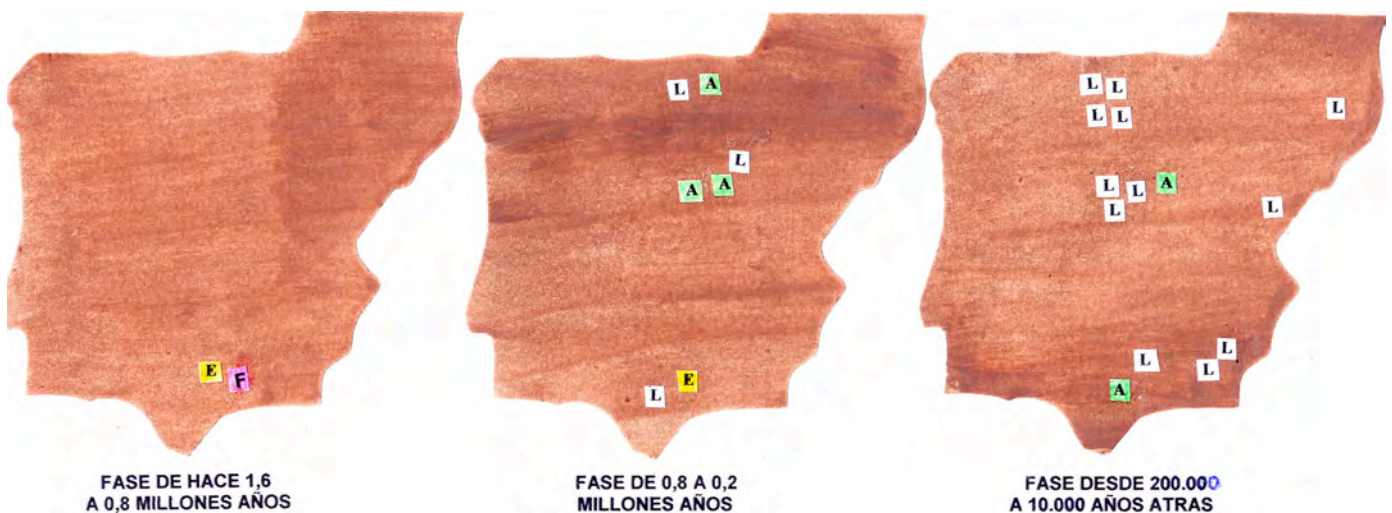 E F
L A
L
A A
L E
L L
L
L L
L L A
L L
L
L L
A
FASE DE HACE 1,6
A 0,8 MILLONES AÑOS
FASE DE 0,8 A 0,2
MILLONES AÑOS
FASE DESDE 200.000
A 10.000 AÑOS ATRAS